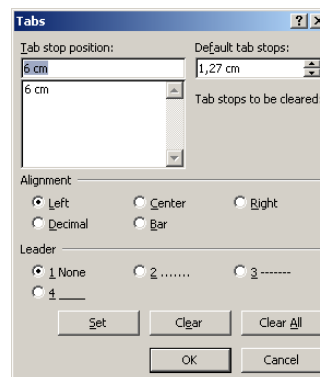 Tabs
Tab stop position:
Default tab stops:
6 cm
1,27 cm
6 cm
Tab stops to be cleared
Alignment
Left
Center
Right
Decimal
Bar
Leader
1 None
2 .......
3 -------
4 ___
Set
Clear
Clear All
OK
Cancel